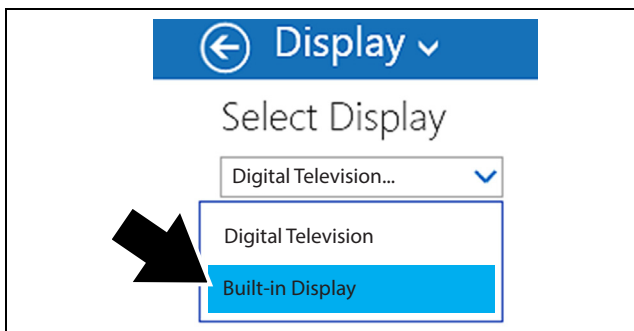 Display
Select Display
Digital Television...
Digital Television
Built-in Display